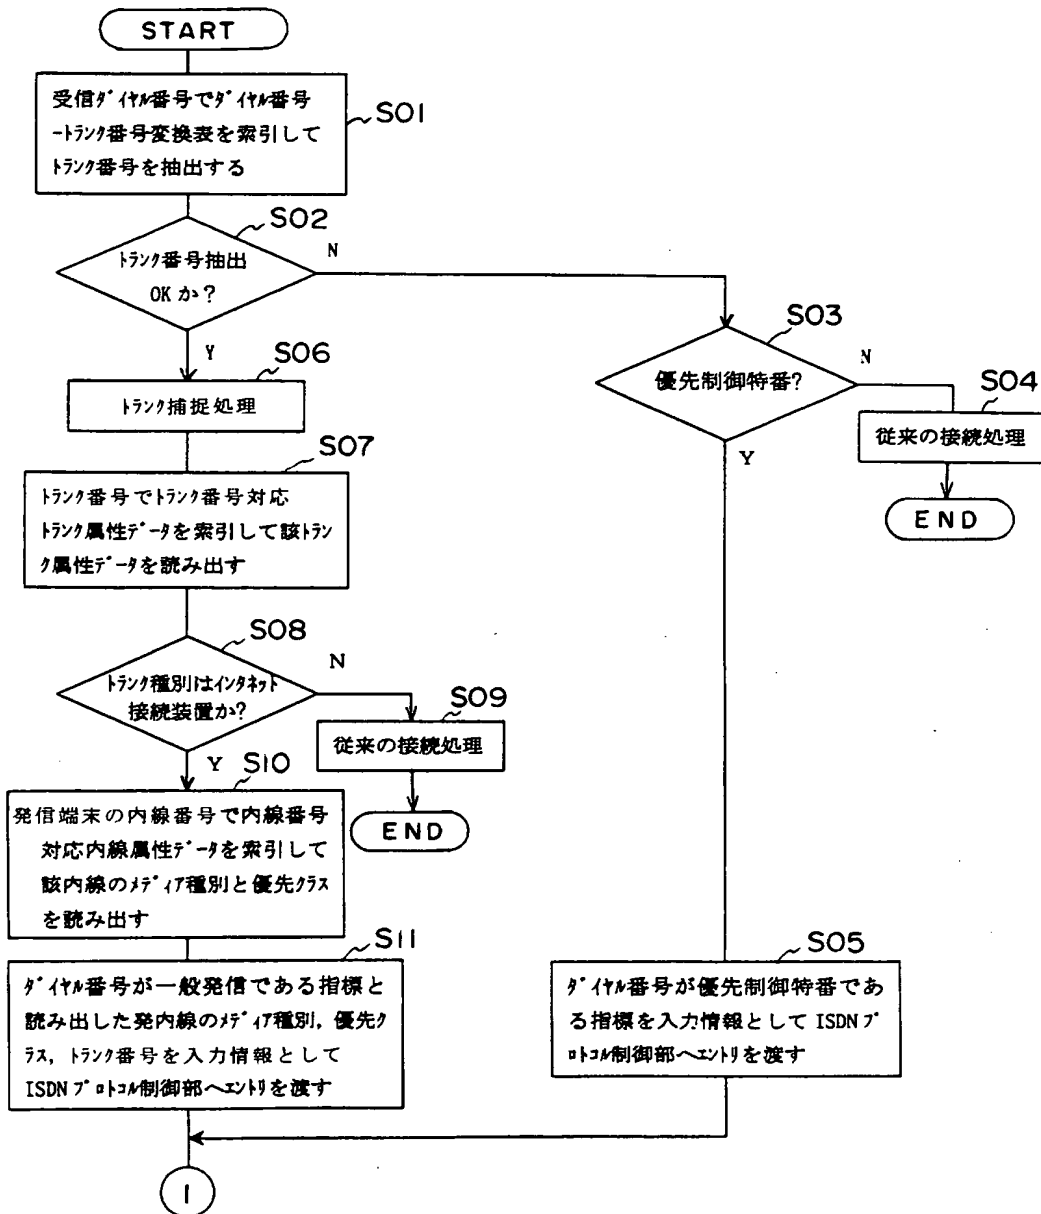 START
受信ダイヤル番号でダイヤル番号
-トランク番号変換表を索引して
トランク番号を抽出する
S01
S02
トランク番号抽出
OKか?
N
Y
S03
優先制御特番?
N
Y
S04
従来の接続処理
END
S06
トランク捕捉処理
S07
トランク番号でトランク番号対応
トランク属性データを索引して該トラン
ク属性データを読み出す
S08
トランク種別はインタネット
接続装置か?
N
Y
S09
従来の接続処理
END
S10
発信端末の内線番号で内線番号
対応内線属性データを索引して
該内線のメディア種別と優先クラス
を読み出す
S11
ダイヤル番号が一般発信である指標と
読み出した発内線のメディア種別,優先ク
ラス,トランク番号を入力情報として
ISDNプロトコル制御部へエントリを渡す
S05
ダイヤル番号が優先制御特番であ
る指標を入力情報としてISDNプ
ロトコル制御部へエントリを渡す
1